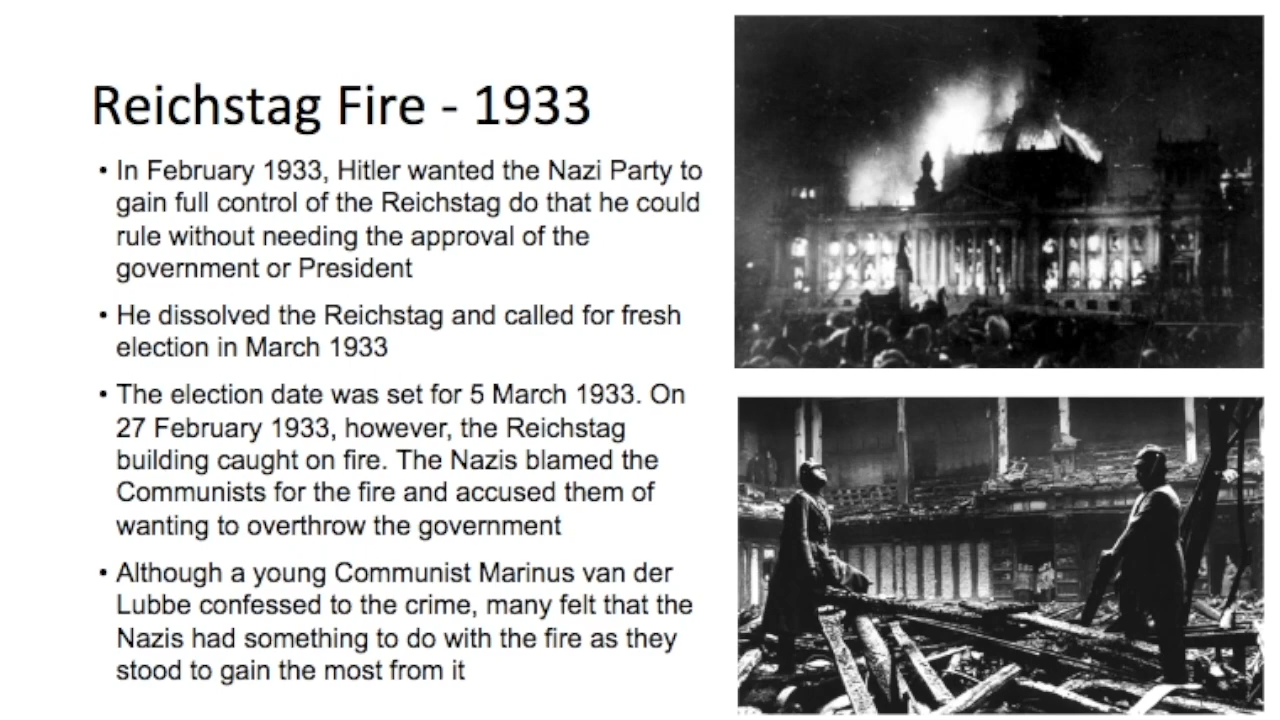 Reichstag Fire - 1933
• In February 1933, Hitler wanted the Nazi Party to
gain full control of the Reichstag do that he could
rule without needing the approval of the
government or President
• He dissolved the Reichstag and called for fresh
election in March 1933
• The election date was set for 5 March 1933. On
27 February 1933, however, the Reichstag
building caught on fire. The Nazis blamed the
Communists for the fire and accused them of
wanting to overthrow the government
• Although a young Communist Marinus van der
Lubbe confessed to the crime, many felt that the
Nazis had something to do with the fire as they
stood to gain the most from it